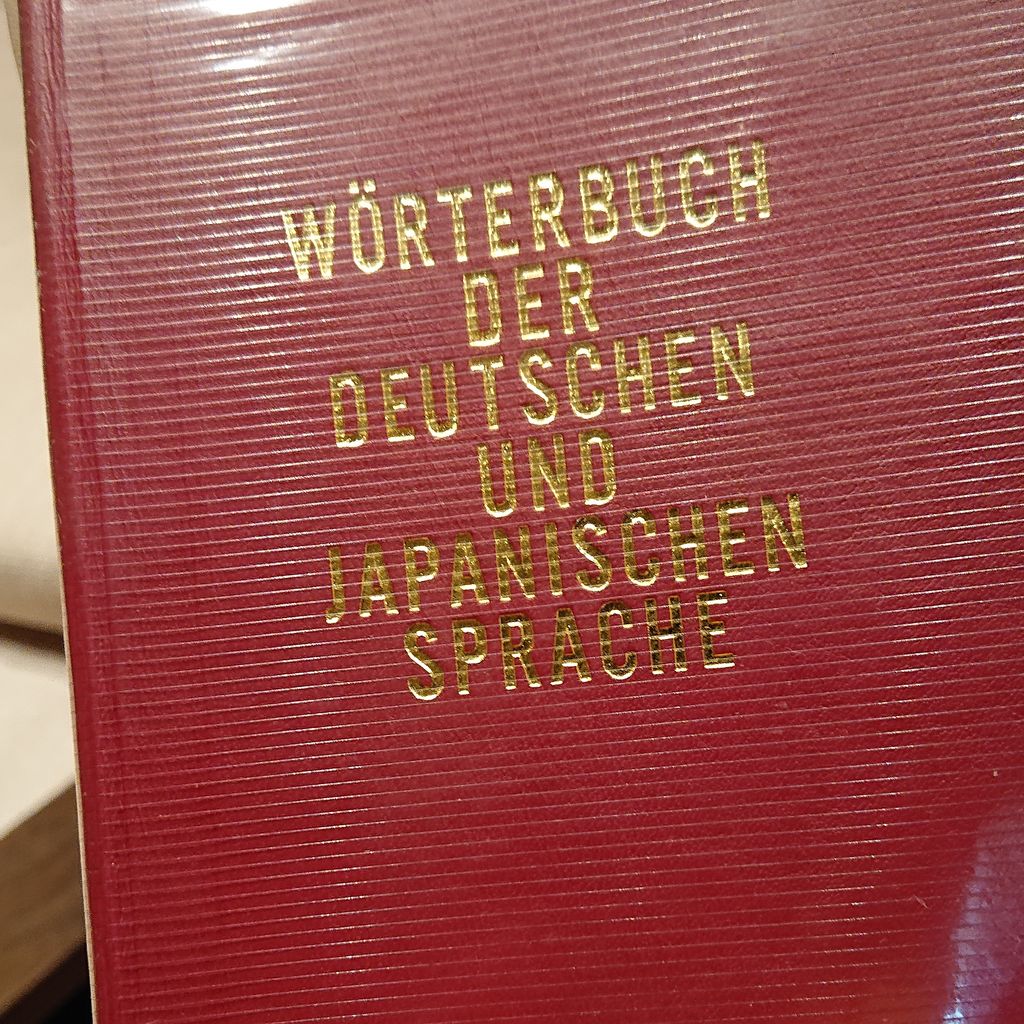 WÖRTERBUCH
DER
DEUTSCHEN
UND
JAPANISCHEN
SPRACHE